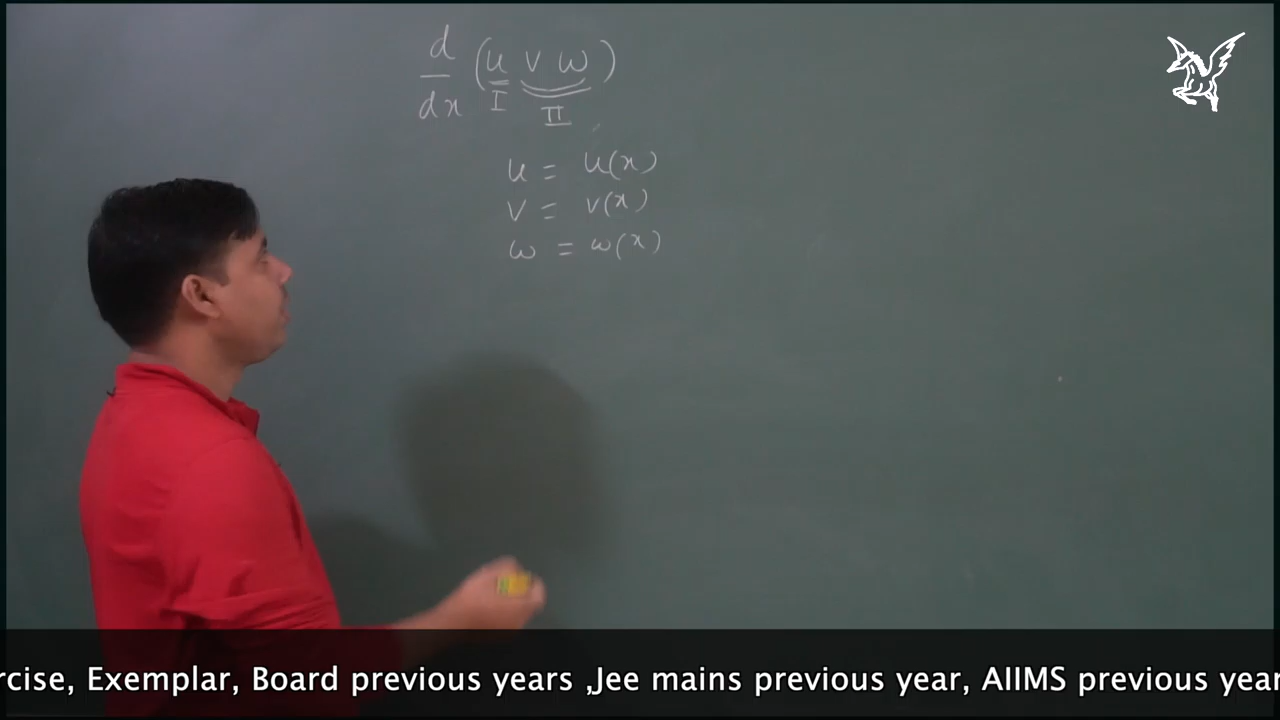 d/dx (u v w)
I II
u = u(x)
v = v(x)
w = w(x)
rcise, Exemplar, Board previous years ,Jee mains previous year, AIIMS previous year